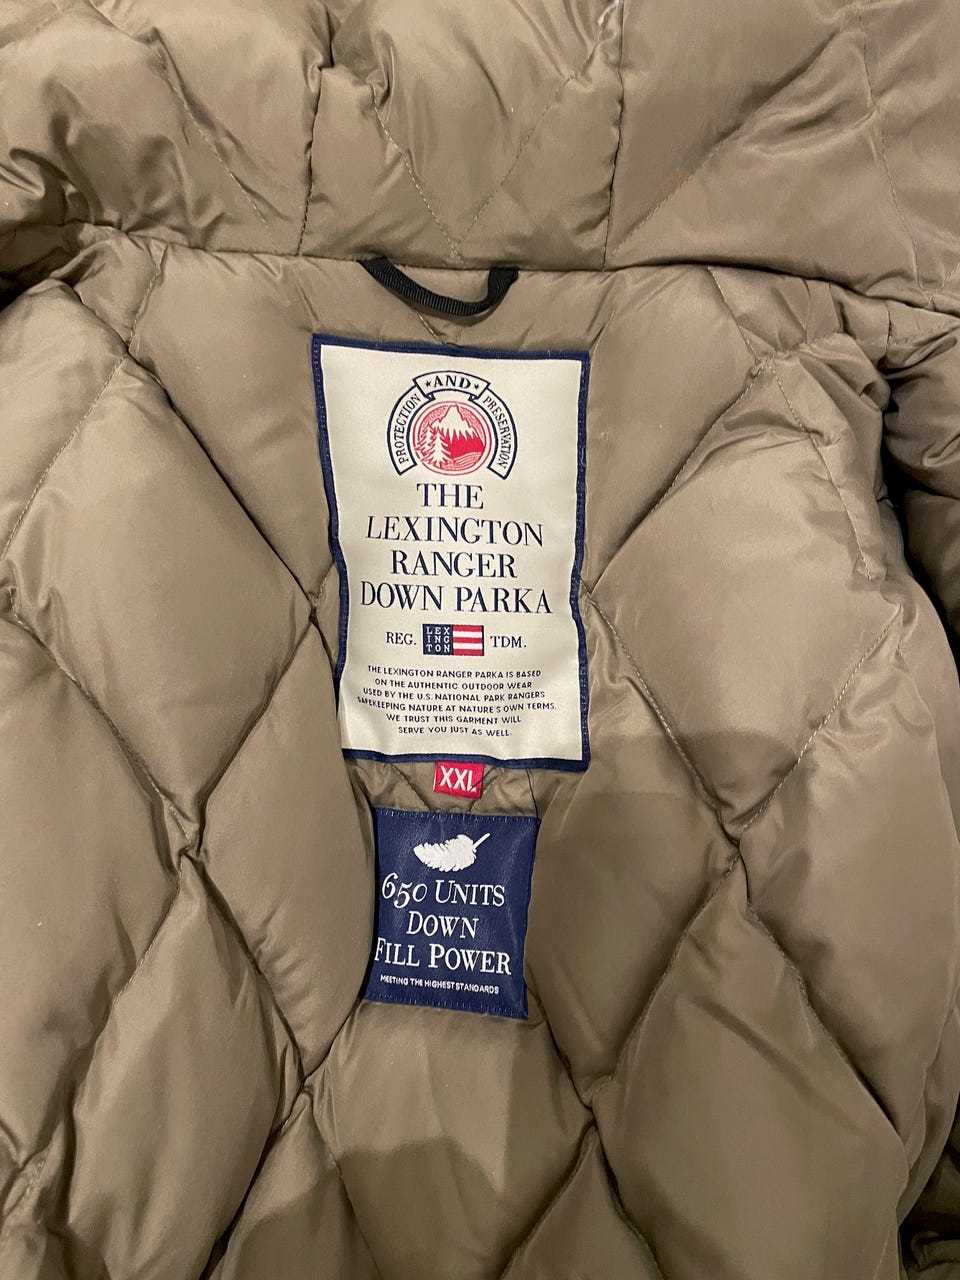 PROTECTION ★AND★ PRESERVATION
THE
LEXINGTON
RANGER
DOWN PARKA
REG. LEX ING TON TDM.
THE LEXINGTON RANGER PARKA IS BASED
ON THE AUTHENTIC OUTDOOR WEAR
USED BY THE U.S. NATIONAL PARK RANGERS
SAFEKEEPING NATURE AT NATURE'S OWN TERMS.
WE TRUST THIS GARMENT WILL
SERVE YOU JUST AS WELL.
XXL
650 UNITS
DOWN
FILL POWER
MEETING THE HIGHEST STANDARDS